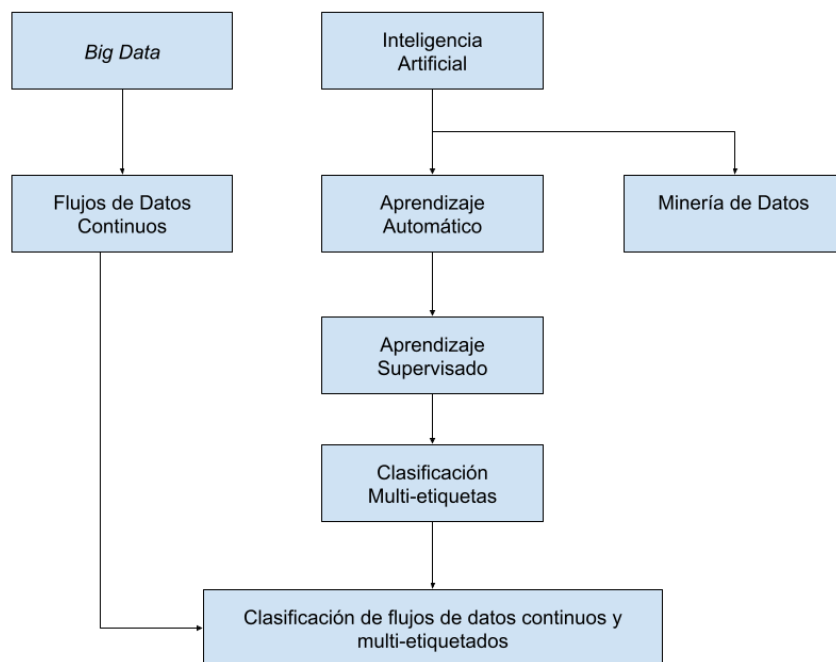 Big Data
Inteligencia
Artificial
Flujos de Datos
Continuos
Aprendizaje
Automático
Minería de Datos
Aprendizaje
Supervisado
Clasificación
Multi-etiquetas
Clasificación de flujos de datos continuos y
multi-etiquetados